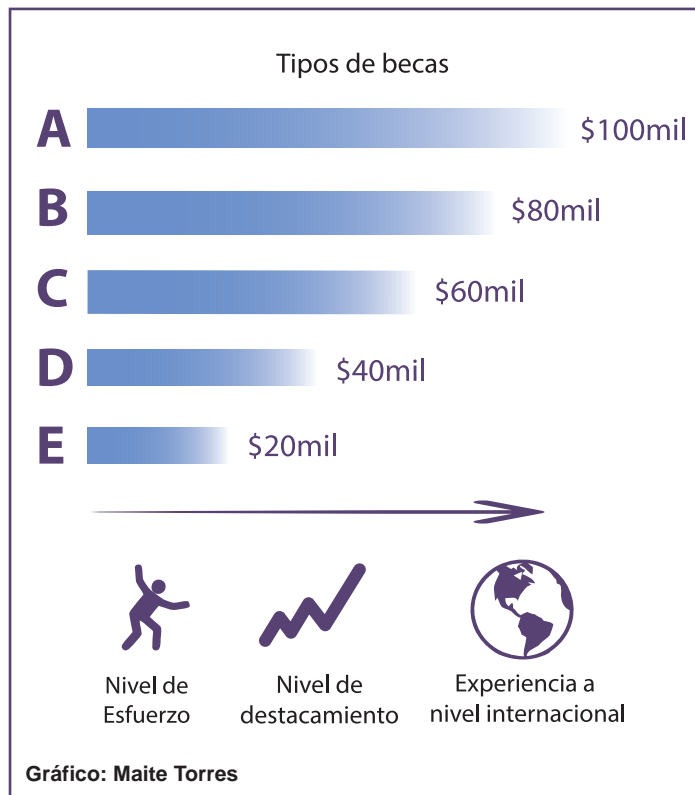 Tipos de becas
A
$100mil
B
$80mil
C
$60mil
D
$40mil
E
$20mil
Nivel de
Esfuerzo
Nivel de
destacamiento
Experiencia a
nivel internacional
Gráfico: Maite Torres